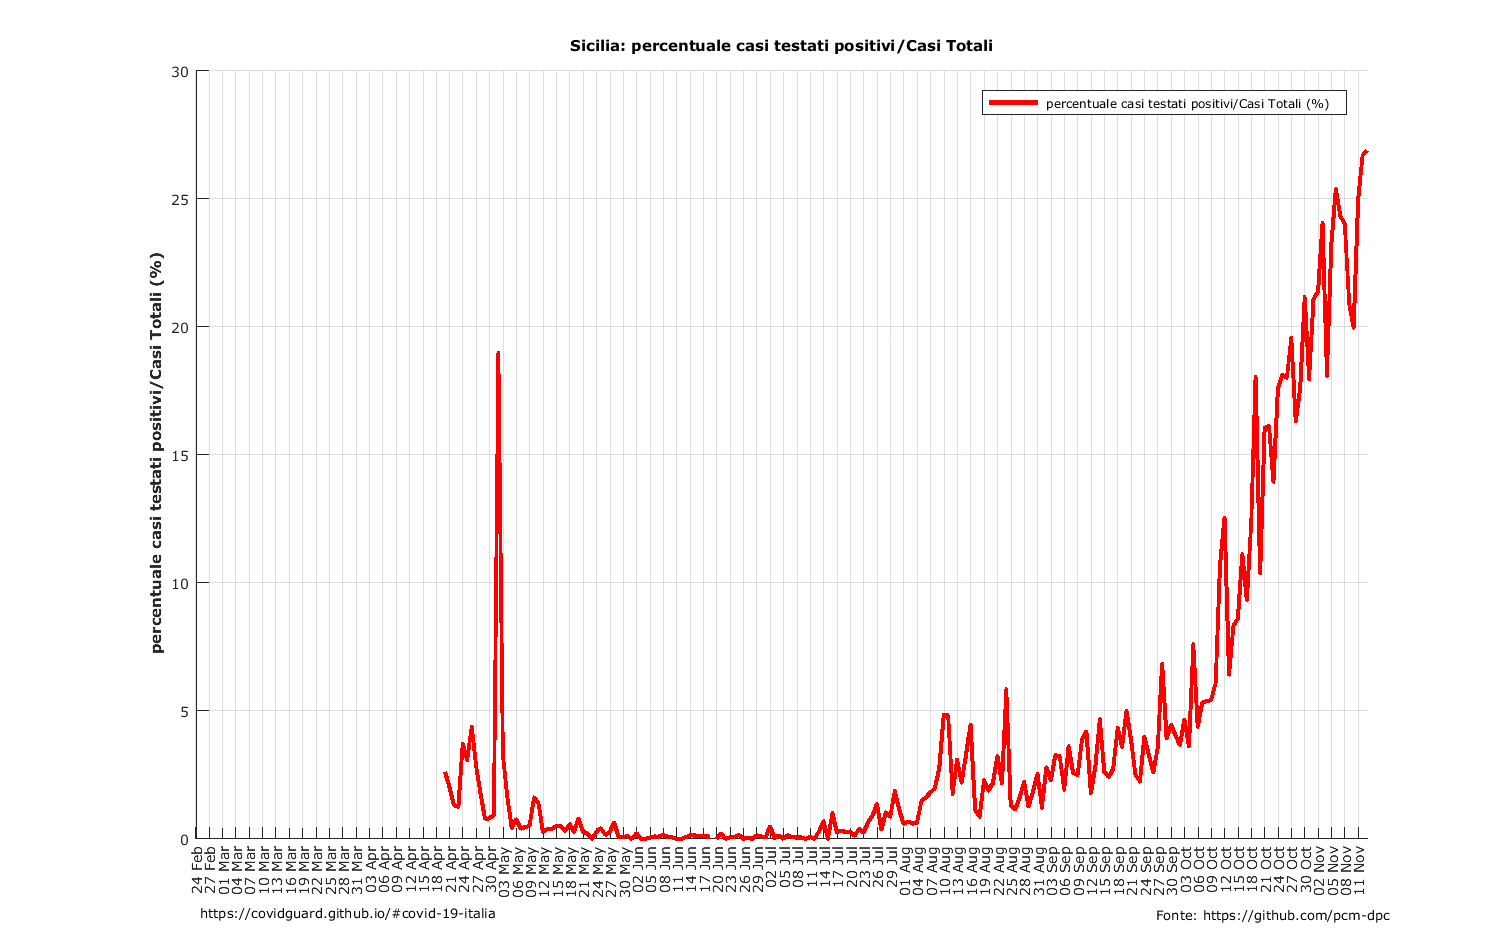 Sicilia: percentuale casi testati positivi/Casi Totali
percentuale casi testati positivi/Casi Totali (%)
percentuale casi testati positivi/Casi Totali (%)
30
25
20
15
10
5
0
24 Feb
27 Feb
01 Mar
04 Mar
07 Mar
10 Mar
13 Mar
16 Mar
19 Mar
22 Mar
25 Mar
28 Mar
31 Mar
03 Apr
06 Apr
09 Apr
12 Apr
15 Apr
18 Apr
21 Apr
24 Apr
27 Apr
30 Apr
03 May
06 May
09 May
12 May
15 May
18 May
21 May
24 May
27 May
30 May
02 Jun
05 Jun
08 Jun
11 Jun
14 Jun
17 Jun
20 Jun
23 Jun
26 Jun
29 Jun
02 Jul
05 Jul
08 Jul
11 Jul
14 Jul
17 Jul
20 Jul
23 Jul
26 Jul
29 Jul
01 Aug
04 Aug
07 Aug
10 Aug
13 Aug
16 Aug
19 Aug
22 Aug
25 Aug
28 Aug
31 Aug
03 Sep
06 Sep
09 Sep
12 Sep
15 Sep
18 Sep
21 Sep
24 Sep
27 Sep
30 Sep
03 Oct
06 Oct
09 Oct
12 Oct
15 Oct
18 Oct
21 Oct
24 Oct
27 Oct
30 Oct
02 Nov
05 Nov
08 Nov
11 Nov
https://covidguard.github.io/#covid-19-italia
Fonte: https://github.com/pcm-dpc